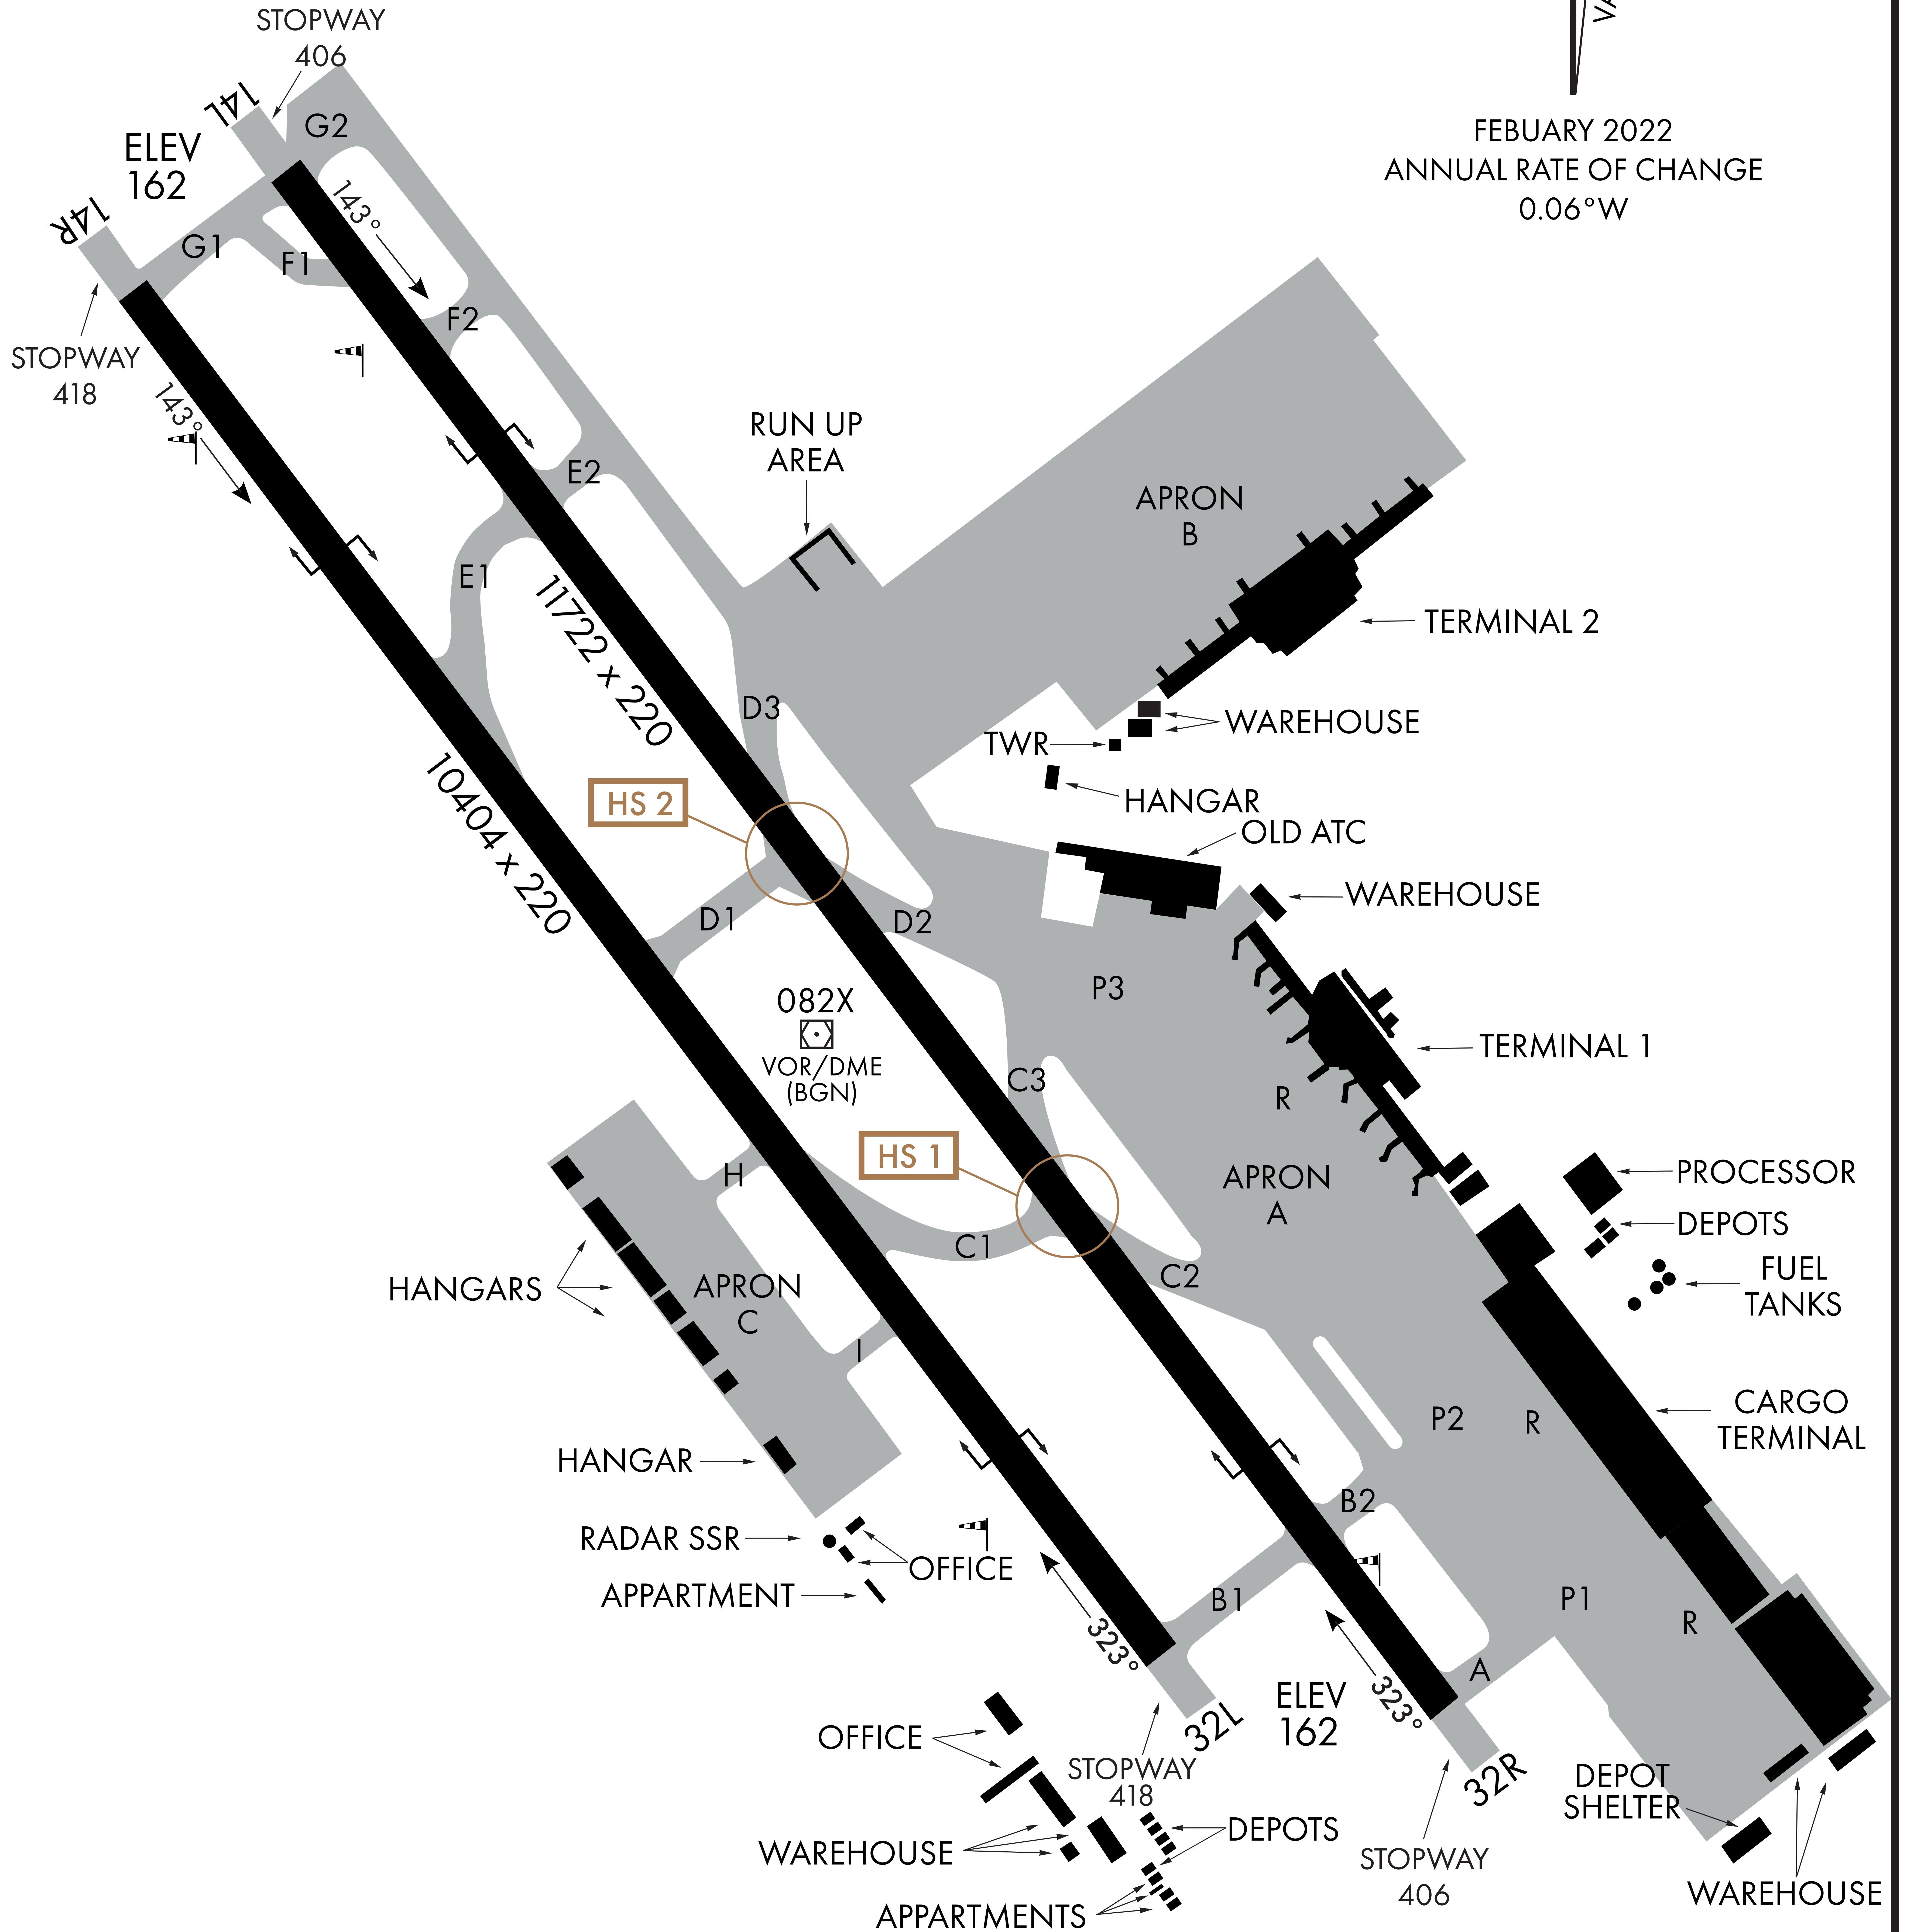 STOPWAY
406
VA
14L
G2
FEBUARY 2022
ANNUAL RATE OF CHANGE
0.06°W
ELEV
162
14R
G1
F1
143°
F2
STOPWAY
418
143°
RUN UP
AREA
E2
E1
APRON
B
TERMINAL 2
11722 x 220
D3
WAREHOUSE
TWR
HANGAR
10404 x 220
HS 2
OLD ATC
WAREHOUSE
D1
D2
P3
082X
VOR/DME
(BGN)
TERMINAL 1
C3
R
HS 1
H
APRON
A
PROCESSOR
DEPOTS
C1
C2
FUEL
TANKS
HANGARS
APRON
C
I
P2
R
CARGO
TERMINAL
HANGAR
B2
RADAR SSR
OFFICE
APPARTMENT
B1
P1
R
323°
A
323°
ELEV
162
32L
OFFICE
STOPWAY
418
32R
DEPOT
SHELTER
DEPOTS
WAREHOUSE
STOPWAY
406
WAREHOUSE
APPARTMENTS